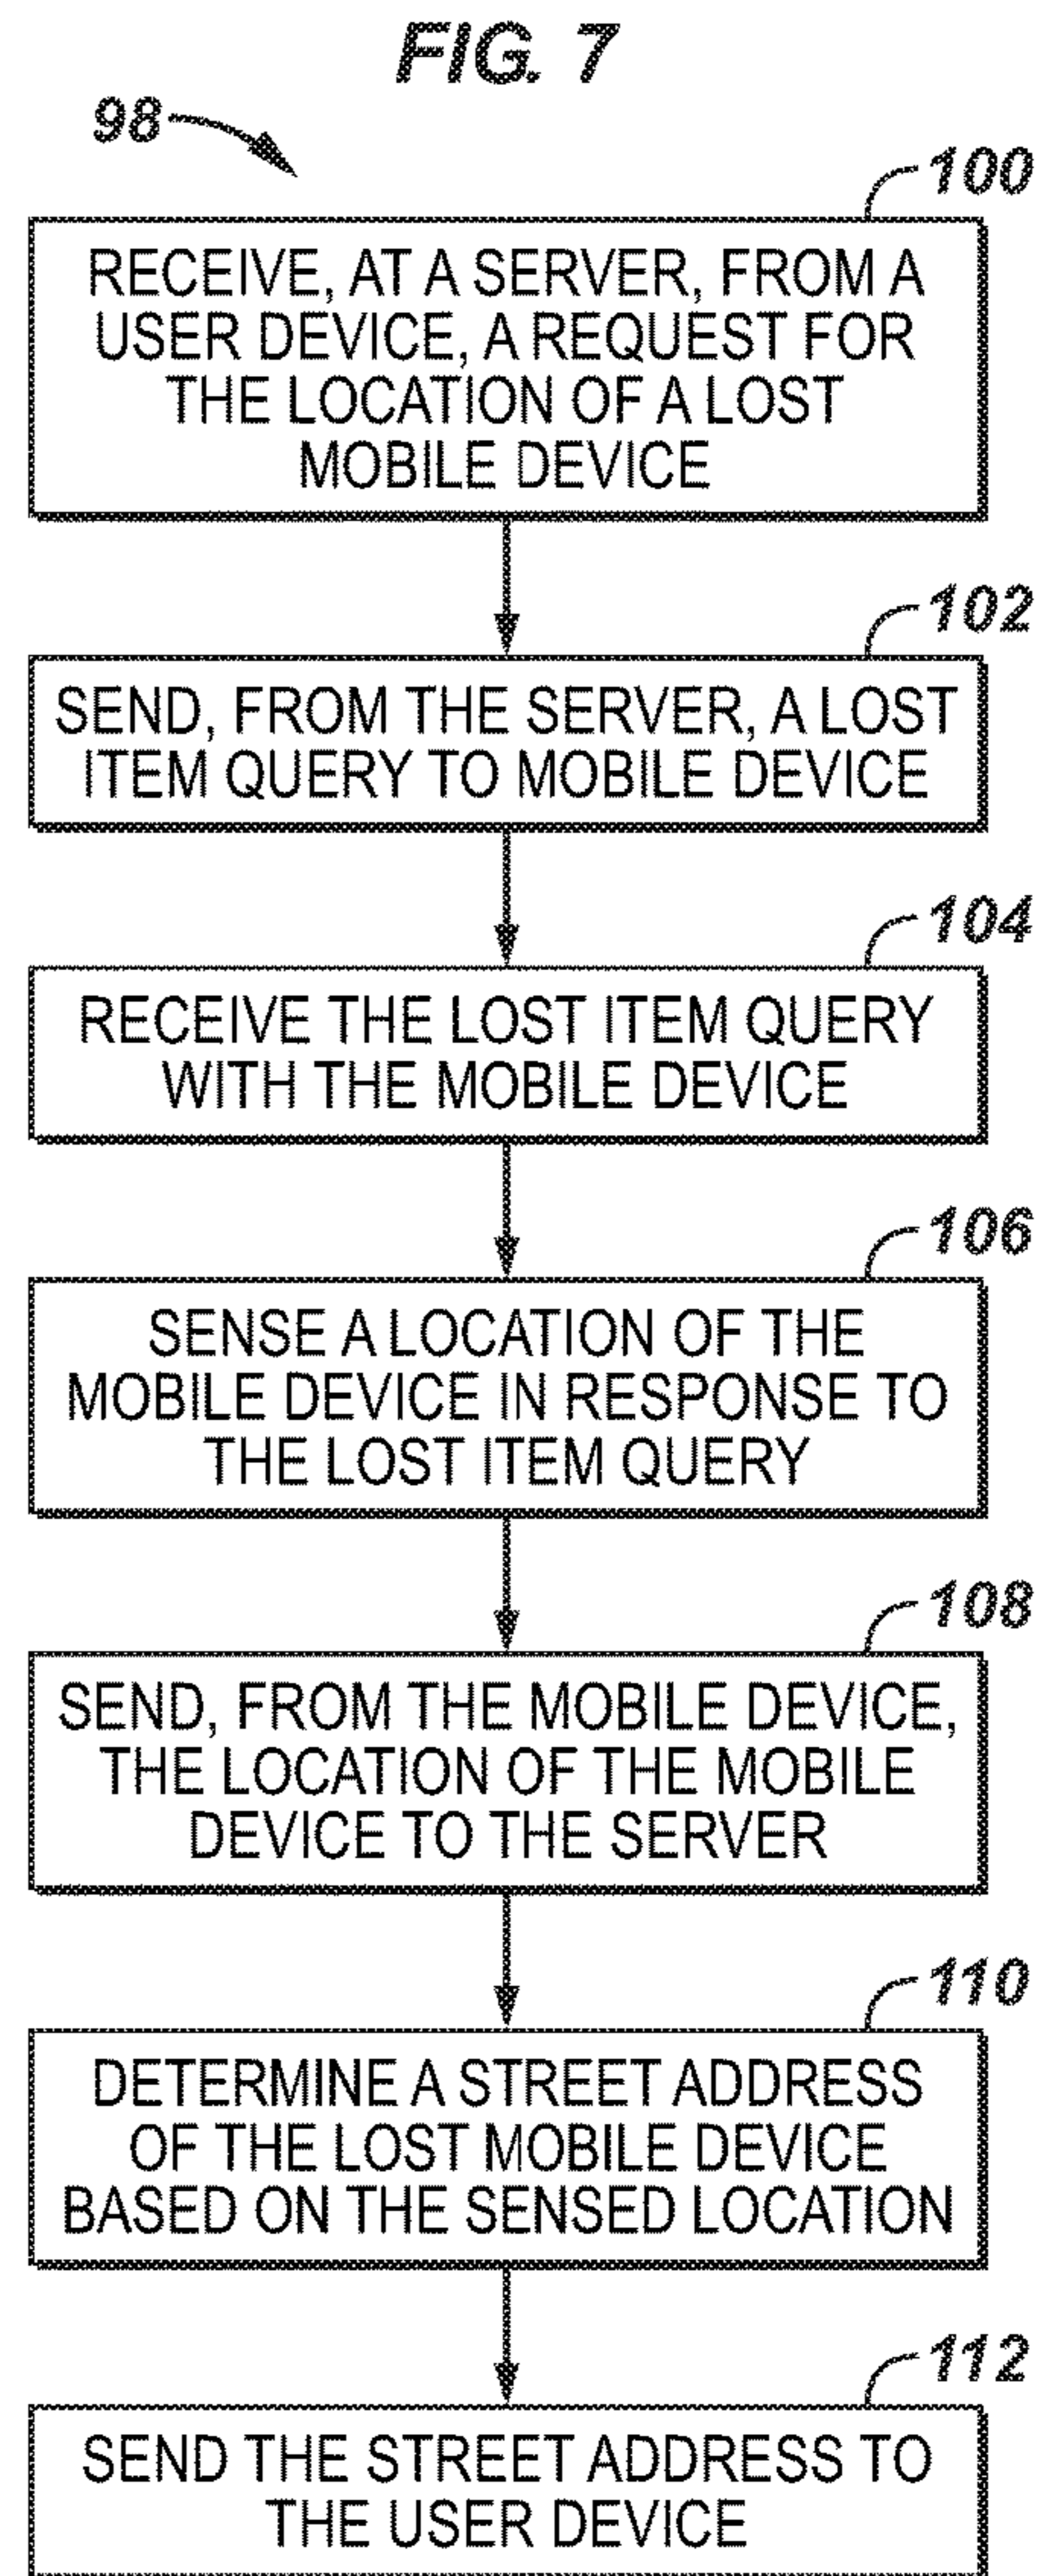 FIG. 7
98
100
RECEIVE, AT A SERVER, FROM A
USER DEVICE, A REQUEST FOR
THE LOCATION OF A LOST
MOBILE DEVICE
102
SEND, FROM THE SERVER, A LOST
ITEM QUERY TO MOBILE DEVICE
104
RECEIVE THE LOST ITEM QUERY
WITH THE MOBILE DEVICE
106
SENSE A LOCATION OF THE
MOBILE DEVICE IN RESPONSE TO
THE LOST ITEM QUERY
108
SEND, FROM THE MOBILE DEVICE,
THE LOCATION OF THE MOBILE
DEVICE TO THE SERVER
110
DETERMINE A STREET ADDRESS
OF THE LOST MOBILE DEVICE
BASED ON THE SENSED LOCATION
112
SEND THE STREET ADDRESS TO
THE USER DEVICE